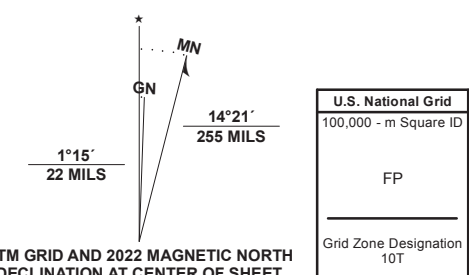 MN
GN
14°21´
255 MILS
1°15´
22 MILS
TM GRID AND 2022 MAGNETIC NORTH
DECLINATION AT CENTER OF SHEET
U.S. National Grid
100,000 - m Square ID
FP
Grid Zone Designation
10T